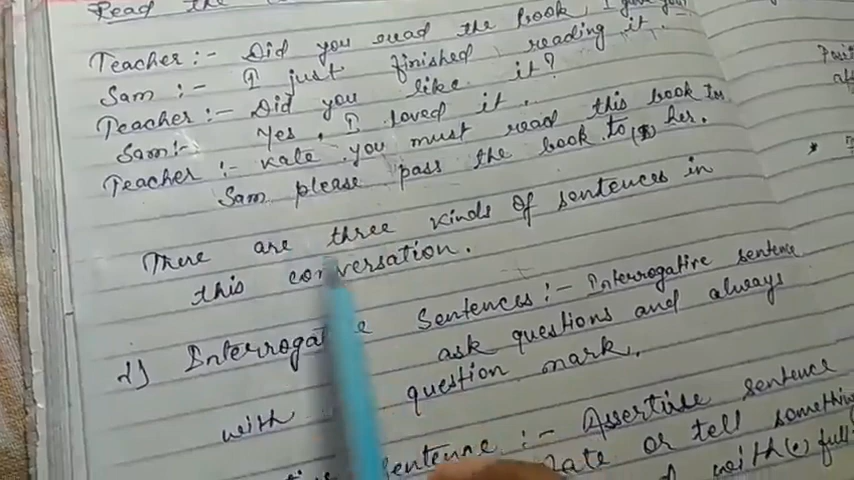 Read the
Teacher :- Did you read the book, I gave you?
Sam :- I just finished reading it.
Teacher :- Did you like it?
Sam :- Yes, I loved it.
Teacher :- Kate you must read this book too
Sam please pass the book to her.
There are three kinds of sentences in
this conversation.
1) Interrogative Sentences :- Interrogative sentence
ask questions and always
with question mark.
Sentence :- Assertive sentence
or tell something
with (.) full